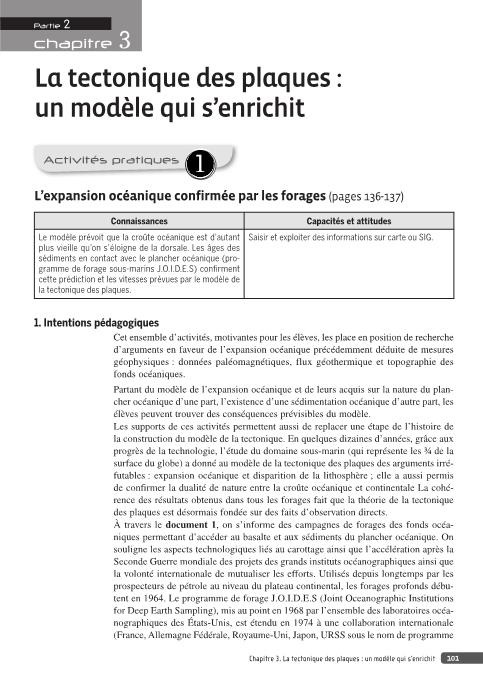 Partie 2
chapitre 3
La tectonique des plaques :
un modèle qui s'enrichit
Activités pratiques 1
L'expansion océanique confirmée par les forages (pages 136-137)
Connaissances
Capacités et attitudes
Le modèle prévoit que la croûte océanique est d'autant
plus vieille qu'on s'éloigne de la dorsale. Les âges des
sédiments en contact avec le plancher océanique (pro-
gramme de forage sous-marins J.O.I.D.E.S) confirment
cette prédiction et les vitesses prévues par le modèle de
la tectonique des plaques.
Saisir et exploiter des informations sur carte ou SIG.
1. Intentions pédagogiques
Cet ensemble d'activités, motivantes pour les élèves, les place en position de recherche
d'arguments en faveur de l'expansion océanique précédemment déduite de mesures
géophysiques : données paléomagnétiques, flux géothermique et topographie des
fonds océaniques.
Partant du modèle de l'expansion océanique et de leurs acquis sur la nature du plan-
cher océanique d'une part, l'existence d'une sédimentation océanique d'autre part, les
élèves peuvent trouver des conséquences prévisibles du modèle.
Les supports de ces activités permettent aussi de replacer une étape de l'histoire de
la construction du modèle de la tectonique. En quelques dizaines d'années, grâce aux
progrès de la technologie, l'étude du domaine sous-marin (qui représente les ¾ de la
surface du globe) a donné au modèle de la tectonique des plaques des arguments irré-
futables : expansion océanique et disparition de la lithosphère ; elle a aussi permis
de confirmer la dualité de nature entre la croûte océanique et continentale La cohé-
rence des résultats obtenus dans tous les forages fait que la théorie de la tectonique
des plaques est désormais fondée sur des faits d'observation directs.
À travers le document 1, on s'informe des campagnes de forages des fonds océa-
niques permettant d'accéder au basalte et aux sédiments du plancher océanique. On
souligne les aspects technologiques liés au carottage ainsi que l'accélération après la
Seconde Guerre mondiale des projets des grands instituts océanographiques ainsi que
la volonté internationale de mutualiser les efforts. Utilisés depuis longtemps par les
prospecteurs de pétrole au niveau du plateau continental, les forages profonds débu-
tent en 1964. Le programme de forage J.O.I.D.E.S (Joint Oceanographic Institutions
for Deep Earth Sampling), mis au point en 1968 par l'ensemble des laboratoires océa-
nographiques des États-Unis, est étendu en 1974 à une collaboration internationale
(France, Allemagne Fédérale, Royaume-Uni, Japon, URSS sous le nom de programme
Chapitre 3. La tectonique des plaques : un modèle qui s'enrichit 101